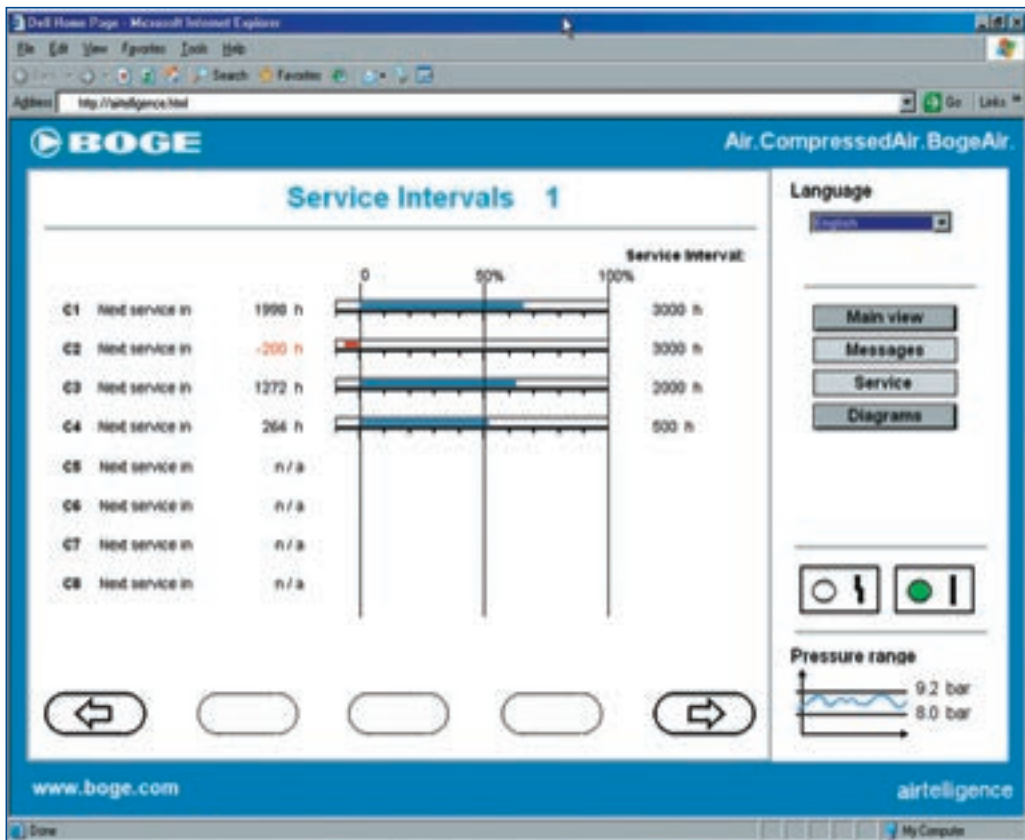 Dell Home Page - Microsoft Internet Explorer
File Edit View Favorites Tools Help
Search Favorites
Address http://airtelligence.html Go Links »
BOGE
Air.CompressedAir.BogeAir.
Service Intervals 1
Service Interval:
0 50% 100%
C1 Next service in 1998 h 3000 h
C2 Next service in -200 h 3000 h
C3 Next service in 1272 h 2000 h
C4 Next service in 264 h 500 h
C5 Next service in n/a
C6 Next service in n/a
C7 Next service in n/a
C8 Next service in n/a
Language
English
Main view
Messages
Service
Diagrams
Pressure range
9.2 bar
8.0 bar
www.boge.com
airtelligence
Done
My Computer